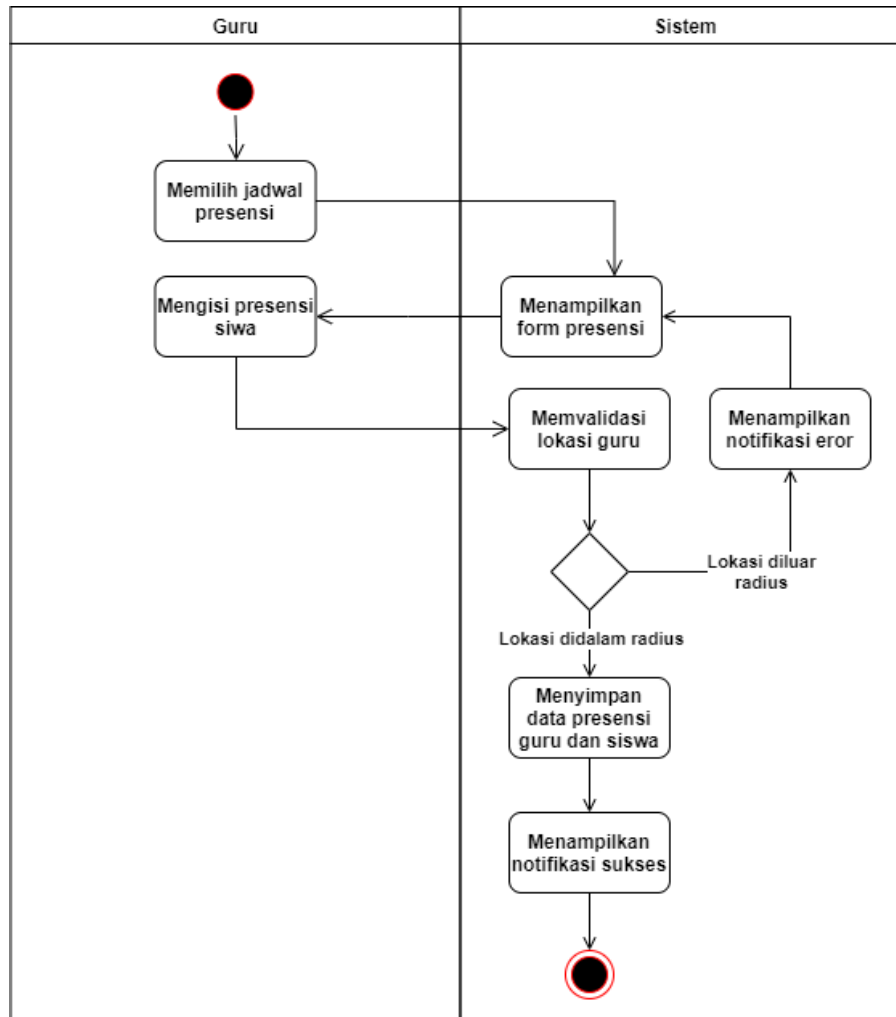 Guru
Sistem
Memilih jadwal
presensi
Mengisi presensi
siwa
Menampilkan
form presensi
Memvalidasi
lokasi guru
Menampilkan
notifikasi eror
Lokasi diluar
radius
Lokasi didalam radius
Menyimpan
data presensi
guru dan siswa
Menampilkan
notifikasi sukses